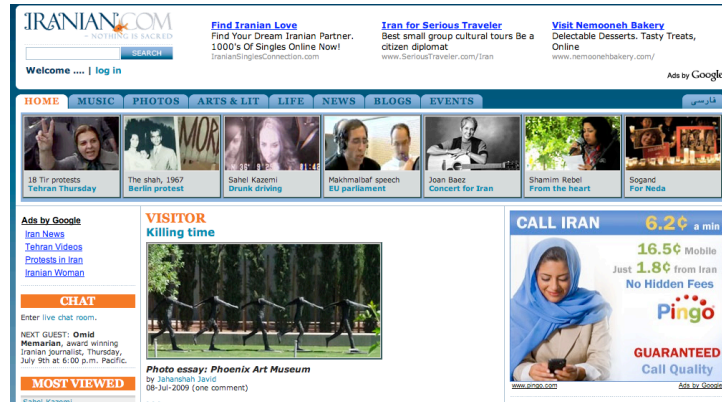 IRANIAN.COM
~ NOTHING IS SACRED
SEARCH
Welcome .... | log in
Find Iranian Love
Find Your Dream Iranian Partner.
1000's Of Singles Online Now!
IranianSinglesConnection.com
Iran for Serious Traveler
Best small group cultural tours Be a
citizen diplomat
www.SeriousTraveler.com/Iran
Visit Nemooneh Bakery
Delectable Desserts. Tasty Treats,
Online
www.nemoonehbakery.com/
Ads by Google
HOME MUSIC PHOTOS ARTS & LIT LIFE NEWS BLOGS EVENTS فارسی
MOR
18 Tir protests
Tehran Thursday
The shah, 1967
Berlin protest
Sahel Kazemi
Drunk driving
Makhmalbaf speech
EU parliament
Joan Baez
Concert for Iran
Shamim Rebel
From the heart
Sogand
For Neda
Ads by Google
Iran News
Tehran Videos
Protests in Iran
Iranian Woman
CHAT
Enter live chat room.
NEXT GUEST: Omid
Memarian, award winning
Iranian journalist, Thursday,
July 9th at 6:00 p.m. Pacific.
MOST VIEWED
Sahel Kazemi
VISITOR
Killing time
Photo essay: Phoenix Art Museum
by Jahanshah Javid
08-Jul-2009 (one comment)
CALL IRAN 6.2¢ a min
16.5¢ Mobile
Just 1.8¢ from Iran
No Hidden Fees
Pingo
GUARANTEED
Call Quality
www.pingo.com
Ads by Google